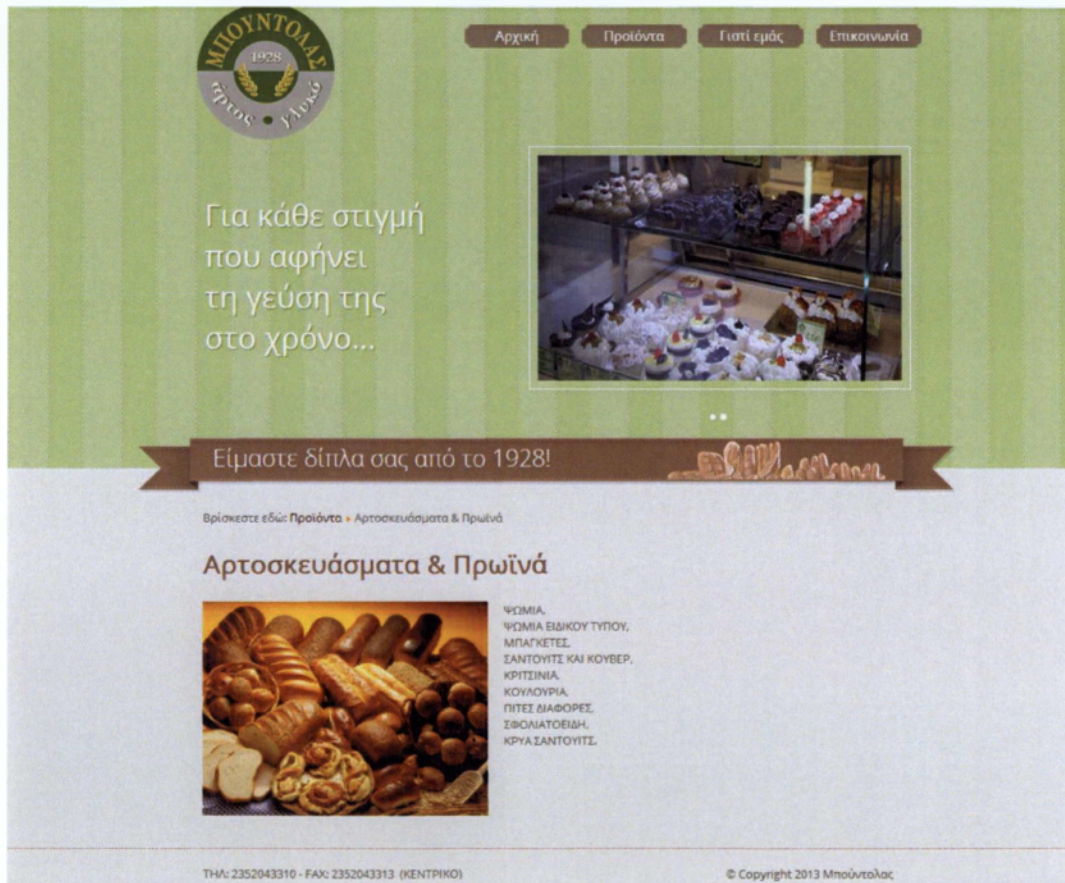 ΜΠΟΥΝΤΟΛΑΣ
1928
άρτος • γλυκό
Αρχική
Προϊόντα
Γιατί εμάς
Επικοινωνία
Για κάθε στιγμή
που αφήνει
τη γεύση της
στο χρόνο...
Είμαστε δίπλα σας από το 1928!
Βρίσκεστε εδώ: Προϊόντα ▸ Αρτοσκευάσματα & Πρωϊνά
Αρτοσκευάσματα & Πρωϊνά
ΨΩΜΙΑ,
ΨΩΜΙΑ ΕΙΔΙΚΟΥ ΤΥΠΟΥ,
ΜΠΑΓΚΕΤΕΣ,
ΣΑΝΤΟΥΙΤΣ ΚΑΙ ΚΟΥΒΕΡ,
ΚΡΙΤΣΙΝΙΑ,
ΚΟΥΛΟΥΡΙΑ,
ΠΙΤΕΣ ΔΙΑΦΟΡΕΣ,
ΣΦΟΛΙΑΤΟΕΙΔΗ,
ΚΡΥΑ ΣΑΝΤΟΥΙΤΣ,
ΤΗΛ: 2352043310 - FAX: 2352043313 (ΚΕΝΤΡΙΚΟ)
© Copyright 2013 Μπούντολας